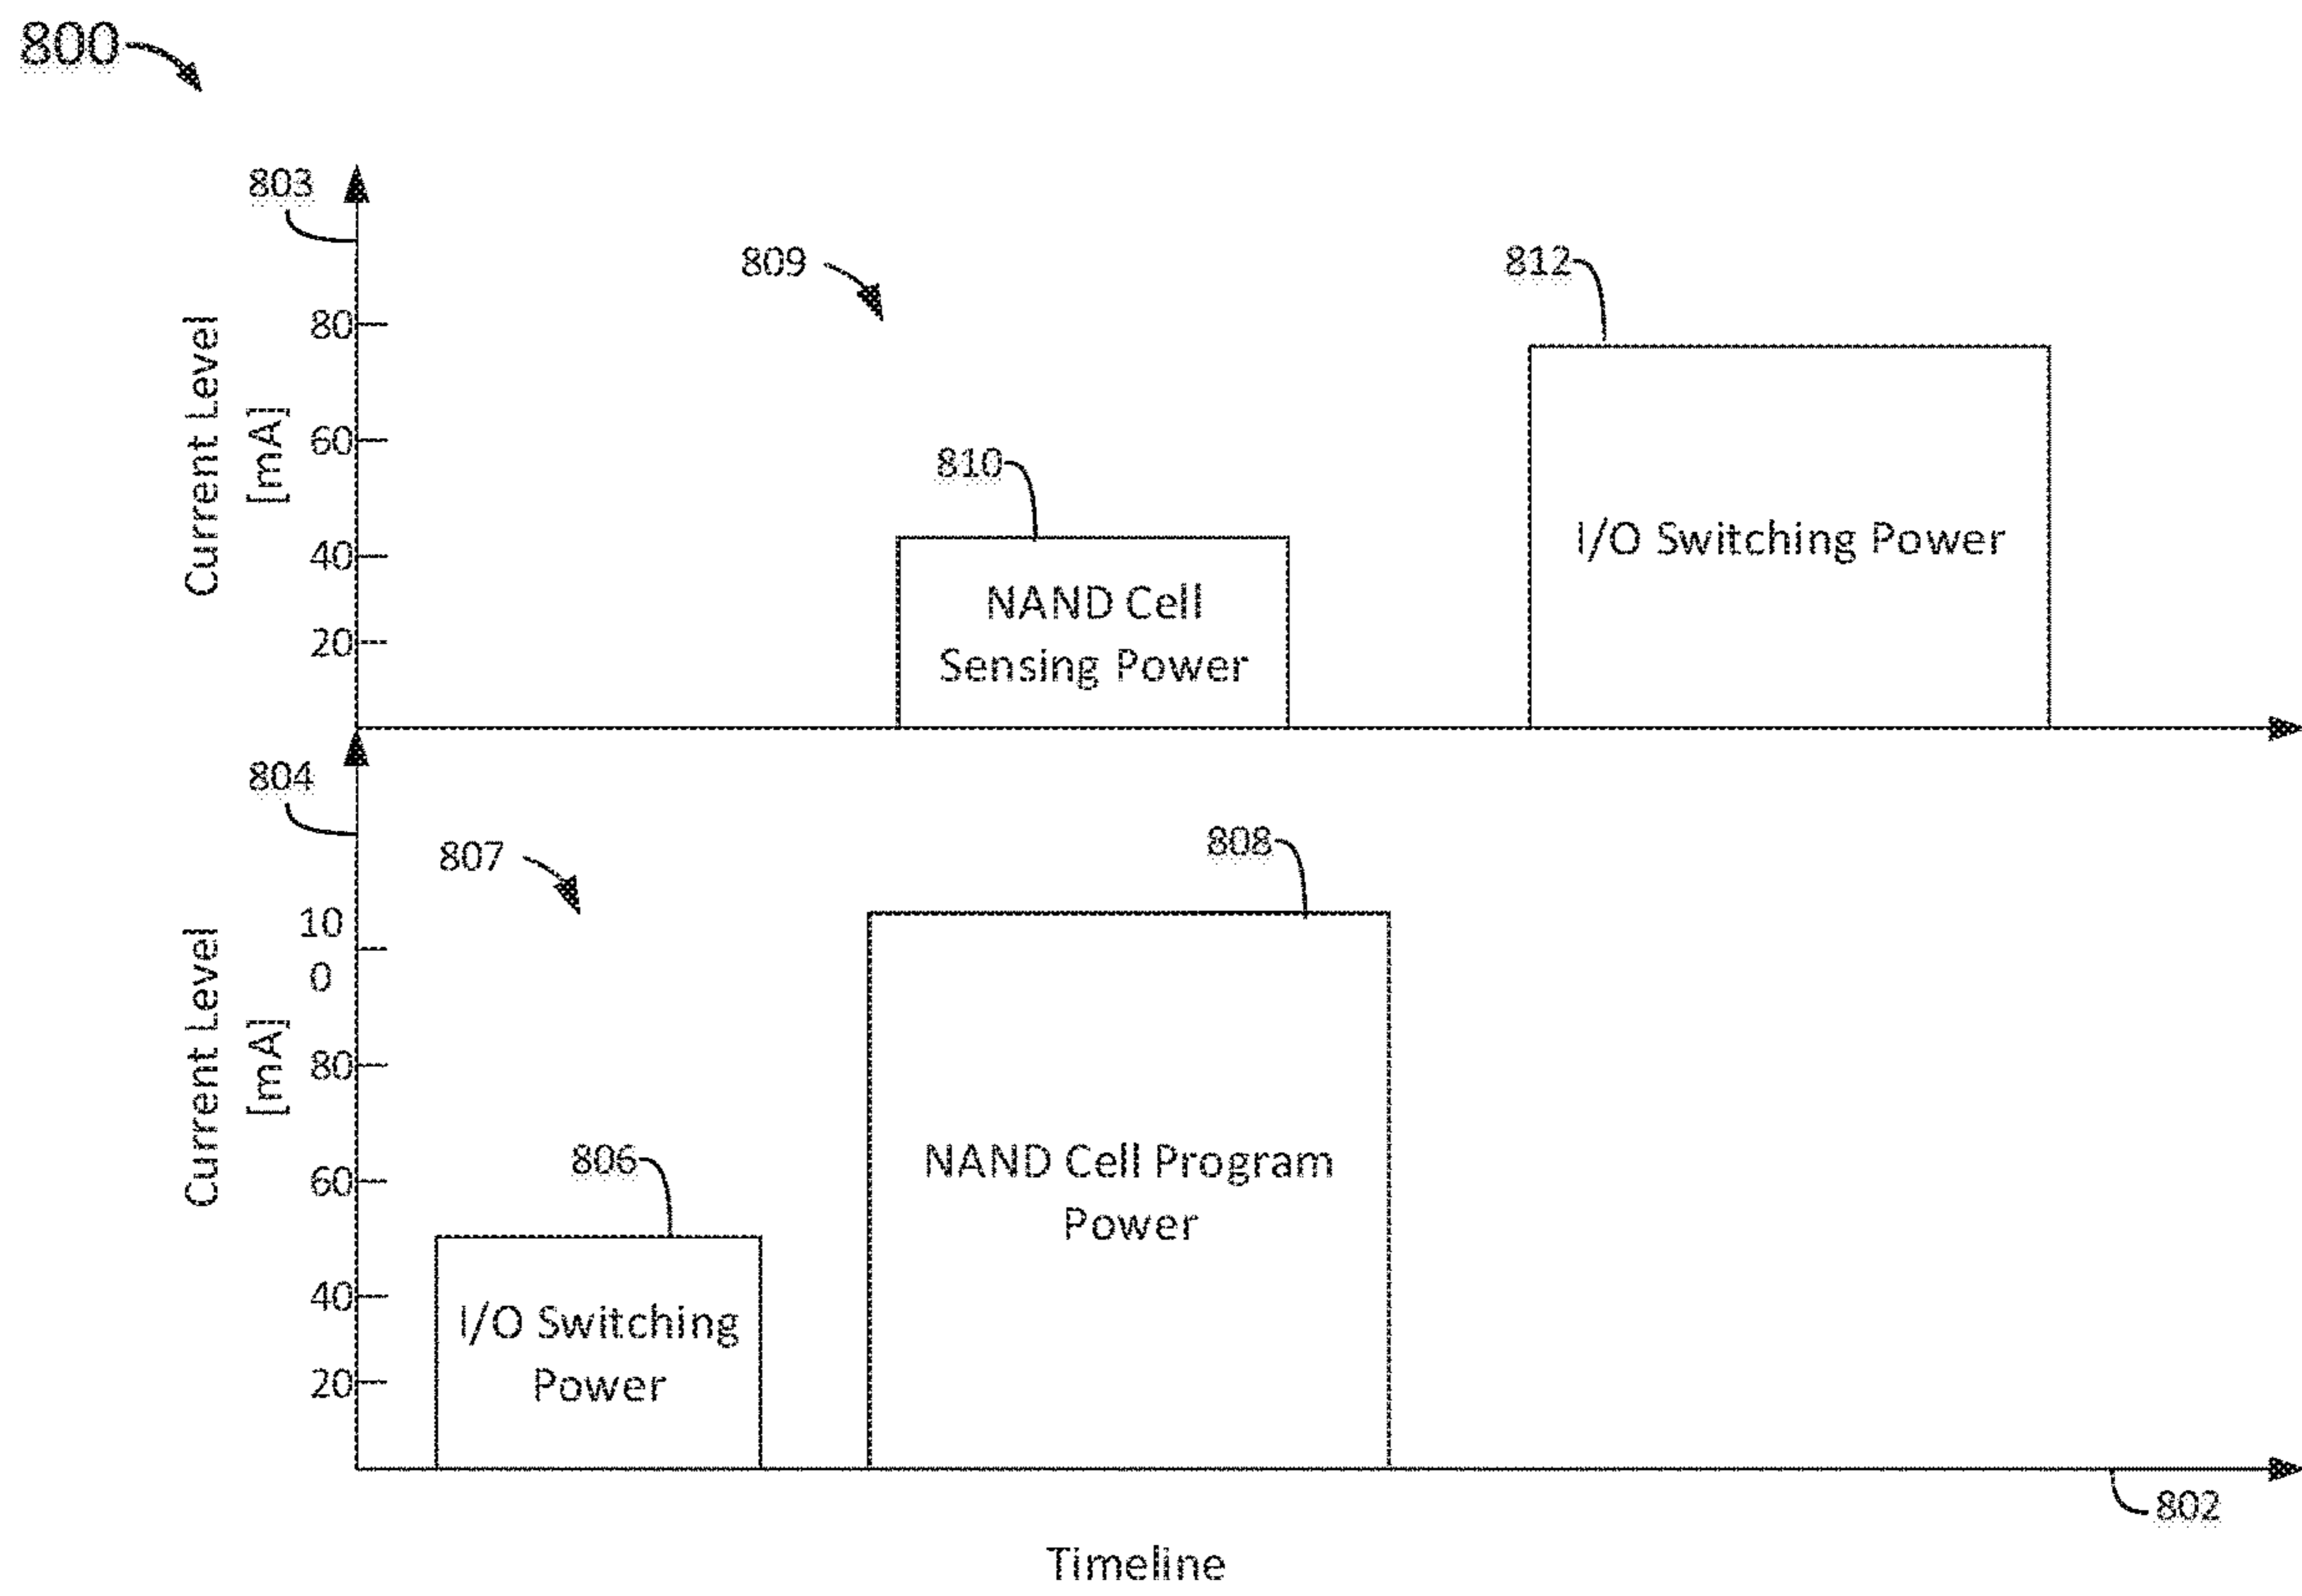 800
803
809
812
80
60
40
20
Current Level
[mA]
810
NAND Cell
Sensing Power
I/O Switching Power
804
807
808
10
0
80
60
40
20
Current Level
[mA]
806
I/O Switching
Power
NAND Cell Program
Power
802
Timeline